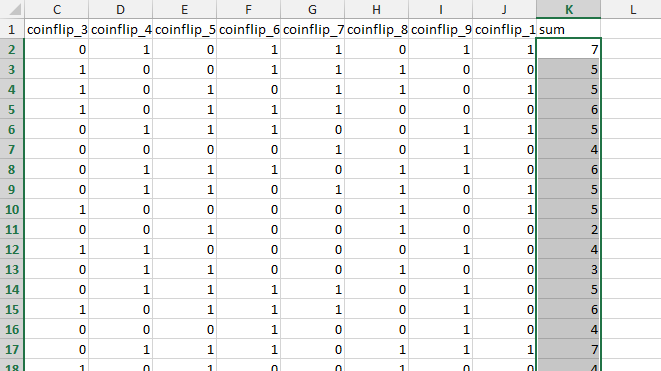 C D E F G H I J K L
1 coinflip_3 coinflip_4 coinflip_5 coinflip_6 coinflip_7 coinflip_8 coinflip_9 coinflip_1 sum
2 0 1 0 1 1 0 1 1 7
3 1 0 0 1 1 1 0 0 5
4 1 0 1 0 1 1 0 1 5
5 1 0 1 1 1 0 0 0 6
6 0 1 1 1 0 0 1 1 5
7 0 0 0 0 1 0 1 0 4
8 0 1 1 1 0 1 1 0 6
9 0 1 1 0 1 1 0 1 5
10 1 0 0 0 0 1 0 1 5
11 0 0 1 0 0 1 0 0 2
12 1 1 0 0 0 0 1 0 4
13 0 1 1 0 0 1 0 0 3
14 0 1 1 1 1 0 1 0 5
15 1 0 1 1 1 0 1 0 6
16 0 0 0 1 0 0 1 0 4
17 0 1 1 1 0 1 1 1 7
18